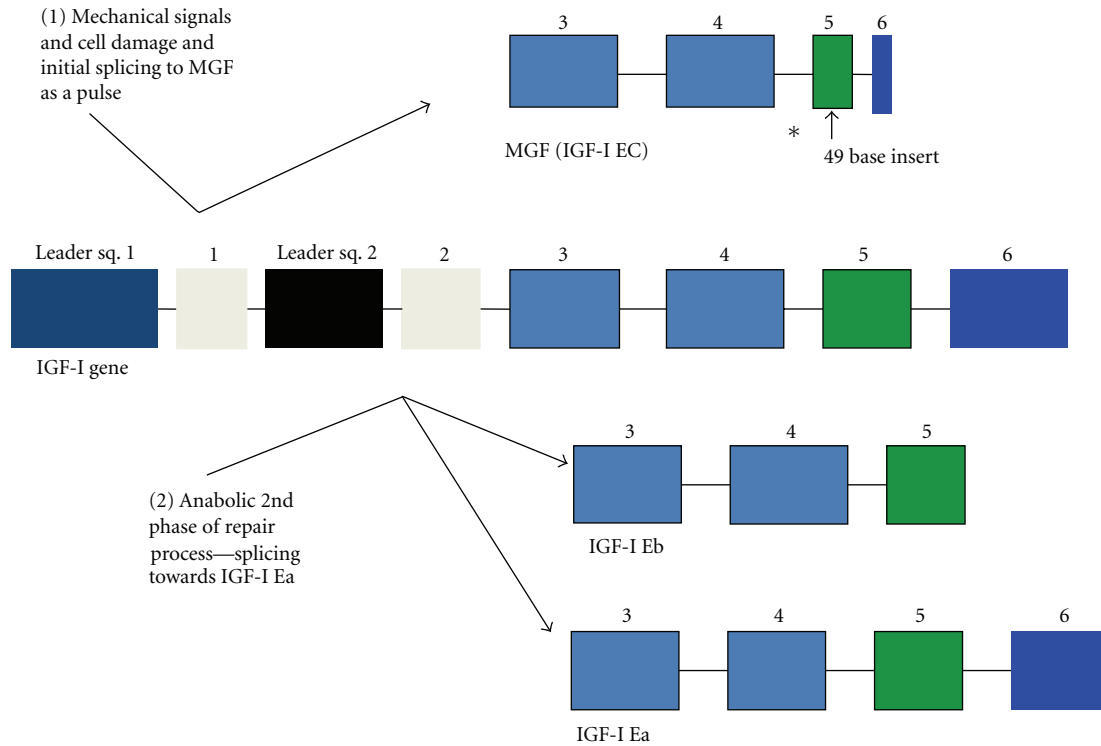 (1) Mechanical signals
and cell damage and
initial splicing to MGF
as a pulse
3 4 5 6
MGF (IGF-I EC)
*
49 base insert
Leader sq. 1 1 Leader sq. 2 2 3 4 5 6
IGF-I gene
(2) Anabolic 2nd
phase of repair
process—splicing
towards IGF-I Ea
3 4 5
IGF-I Eb
3 4 5 6
IGF-I Ea